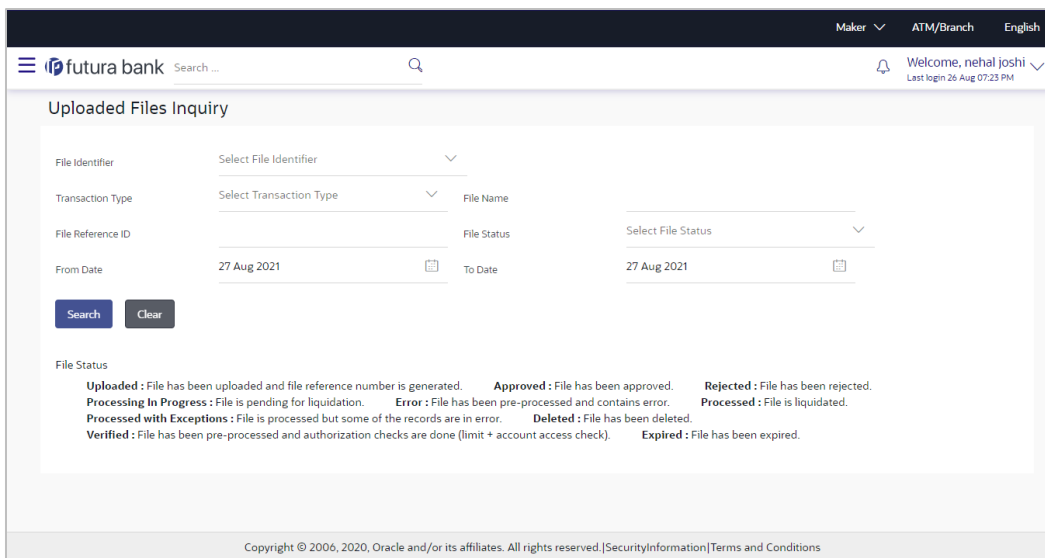 Maker ATM/Branch English
futura bank Search ... Welcome, nehal joshi
Last login 26 Aug 07:23 PM
Uploaded Files Inquiry
File Identifier Select File Identifier
Transaction Type Select Transaction Type File Name
File Reference ID File Status Select File Status
From Date 27 Aug 2021 To Date 27 Aug 2021
Search Clear
File Status
Uploaded : File has been uploaded and file reference number is generated. Approved : File has been approved. Rejected : File has been rejected.
Processing In Progress : File is pending for liquidation. Error : File has been pre-processed and contains error. Processed : File is liquidated.
Processed with Exceptions : File is processed but some of the records are in error. Deleted : File has been deleted.
Verified : File has been pre-processed and authorization checks are done (limit + account access check). Expired : File has been expired.
Copyright © 2006, 2020, Oracle and/or its affiliates. All rights reserved.|SecurityInformation|Terms and Conditions